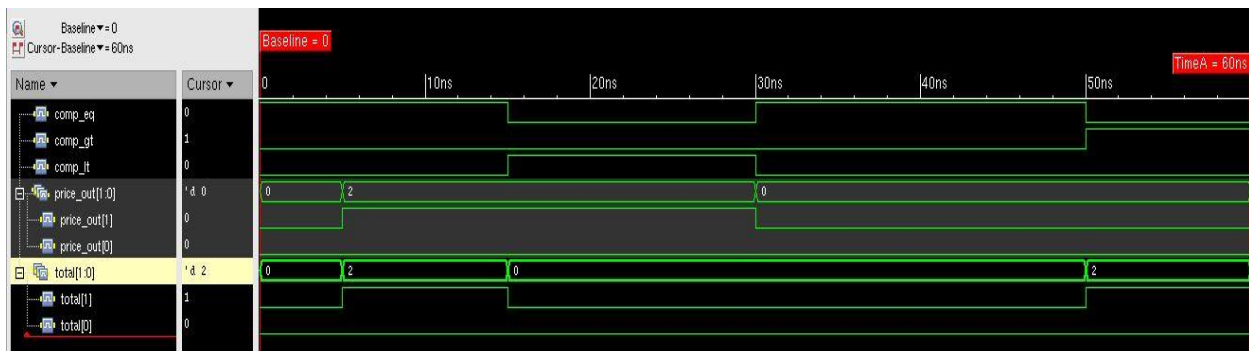 Baseline▼= 0
Cursor-Baseline▼= 60ns
Baseline = 0
TimeA = 60ns
Name ▼ Cursor ▼ 0 10ns 20ns 30ns 40ns 50ns
comp_eq 0
comp_gt 1
comp_lt 0
price_out[1:0] 'd 0 0 2 0
price_out[1] 0
price_out[0] 0
total[1:0] 'd 2 0 2 0 2
total[1] 1
total[0] 0